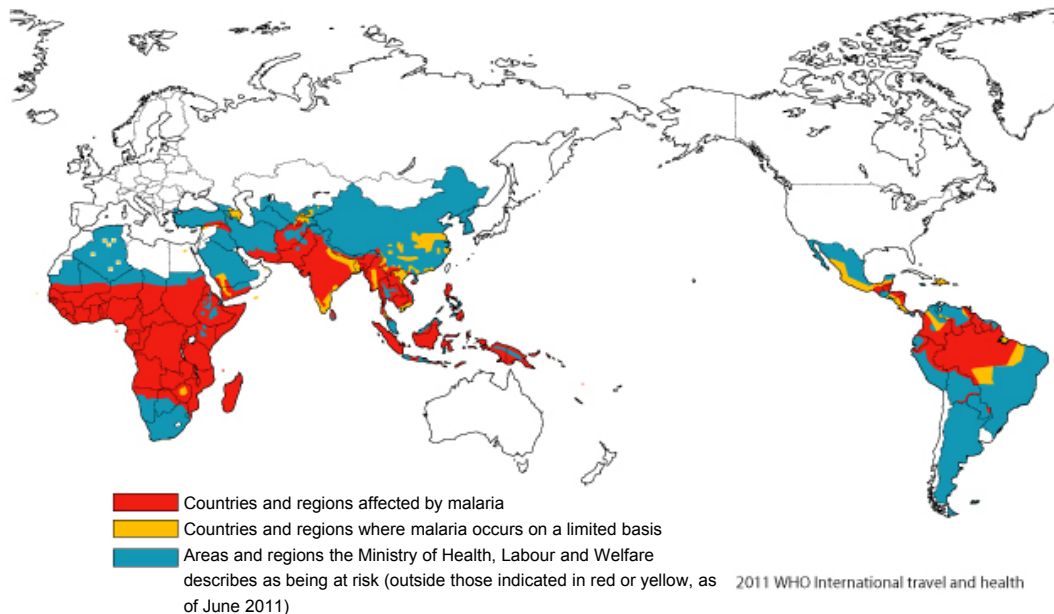 Countries and regions affected by malaria
Countries and regions where malaria occurs on a limited basis
Areas and regions the Ministry of Health, Labour and Welfare
describes as being at risk (outside those indicated in red or yellow, as
of June 2011)
2011 WHO International travel and health